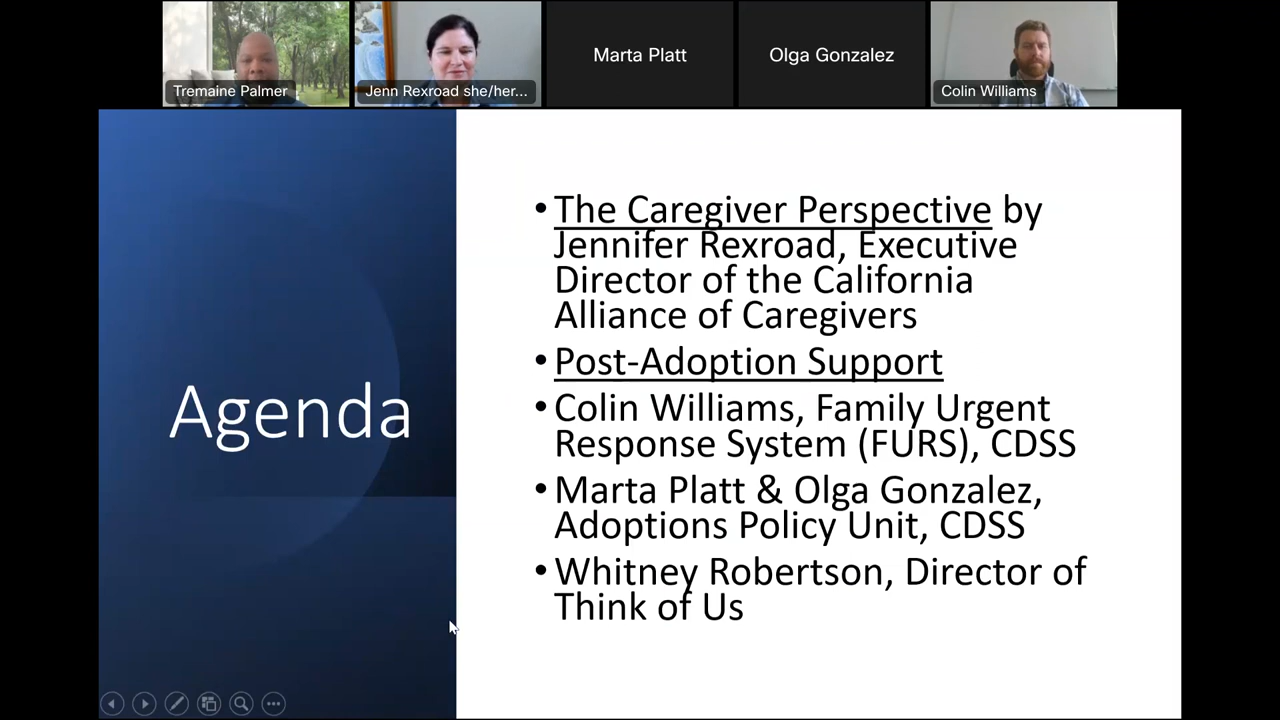 Tremaine Palmer
Jenn Rexroad she/her...
Marta Platt
Olga Gonzalez
Colin Williams
Agenda
•The Caregiver Perspective by
Jennifer Rexroad, Executive
Director of the California
Alliance of Caregivers
•Post-Adoption Support
•Colin Williams, Family Urgent
Response System (FURS), CDSS
•Marta Platt & Olga Gonzalez,
Adoptions Policy Unit, CDSS
•Whitney Robertson, Director of
Think of Us